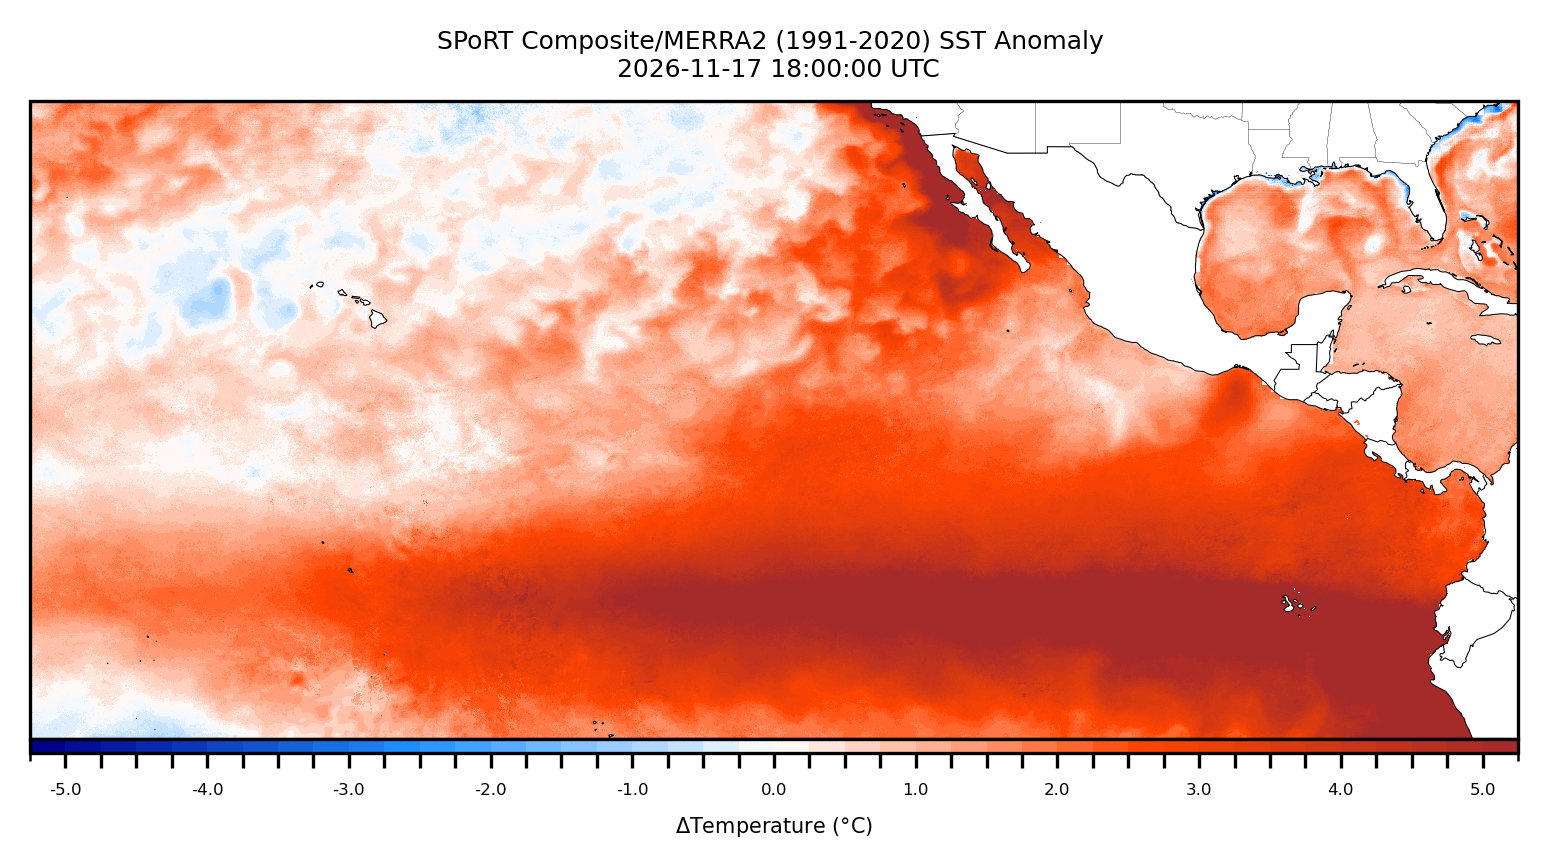 SPoRT Composite/MERRA2 (1991-2020) SST Anomaly
2026-11-17 18:00:00 UTC
-5.0 -4.0 -3.0 -2.0 -1.0 0.0 1.0 2.0 3.0 4.0 5.0
ΔTemperature (°C)